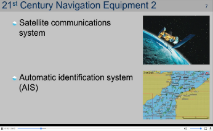 21st Century Navigation Equipment 2
Satellite communications
system
Automatic identification system
(AIS)